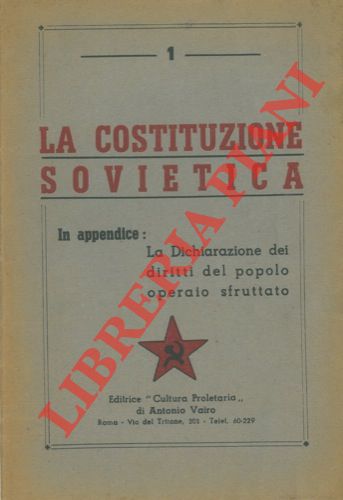 1
LA COSTITUZIONE
SOVIETICA
In appendice:
La Dichiarazione dei
diritti del popolo
operaio sfruttato
Editrice "Cultura Proletaria„
di Antonio Vairo
Roma - Via del Tritone, 201 - Telef. 60-229
LIBRERIA PIANI